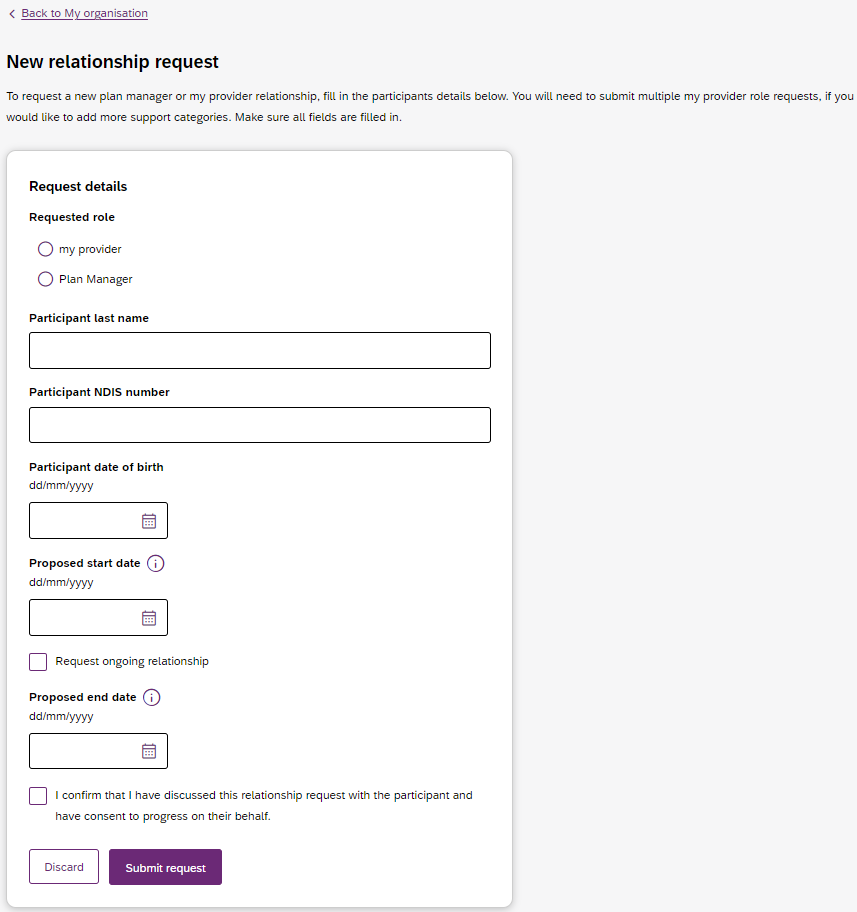 Back to My organisation
New relationship request
To request a new plan manager or my provider relationship, fill in the participants details below. You will need to submit multiple my provider role requests, if you
would like to add more support categories. Make sure all fields are filled in.
Request details
Requested role
my provider
Plan Manager
Participant last name
Participant NDIS number
Participant date of birth
dd/mm/yyyy
Proposed start date
dd/mm/yyyy
Request ongoing relationship
Proposed end date
dd/mm/yyyy
I confirm that I have discussed this relationship request with the participant and
have consent to progress on their behalf.
Discard
Submit request